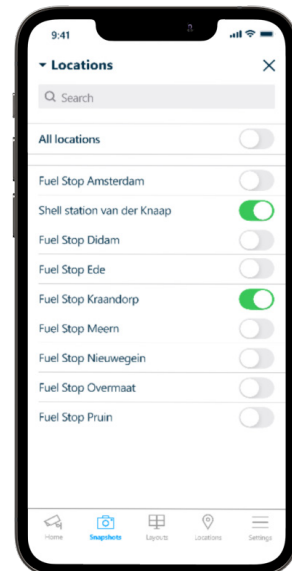 9:41
Locations
Search
All locations
Fuel Stop Amsterdam
Shell station van der Knaap
Fuel Stop Didam
Fuel Stop Ede
Fuel Stop Kraandorp
Fuel Stop Meern
Fuel Stop Nieuwegein
Fuel Stop Overmaat
Fuel Stop Pruin
Home Snapshots Layouts Locations Settings